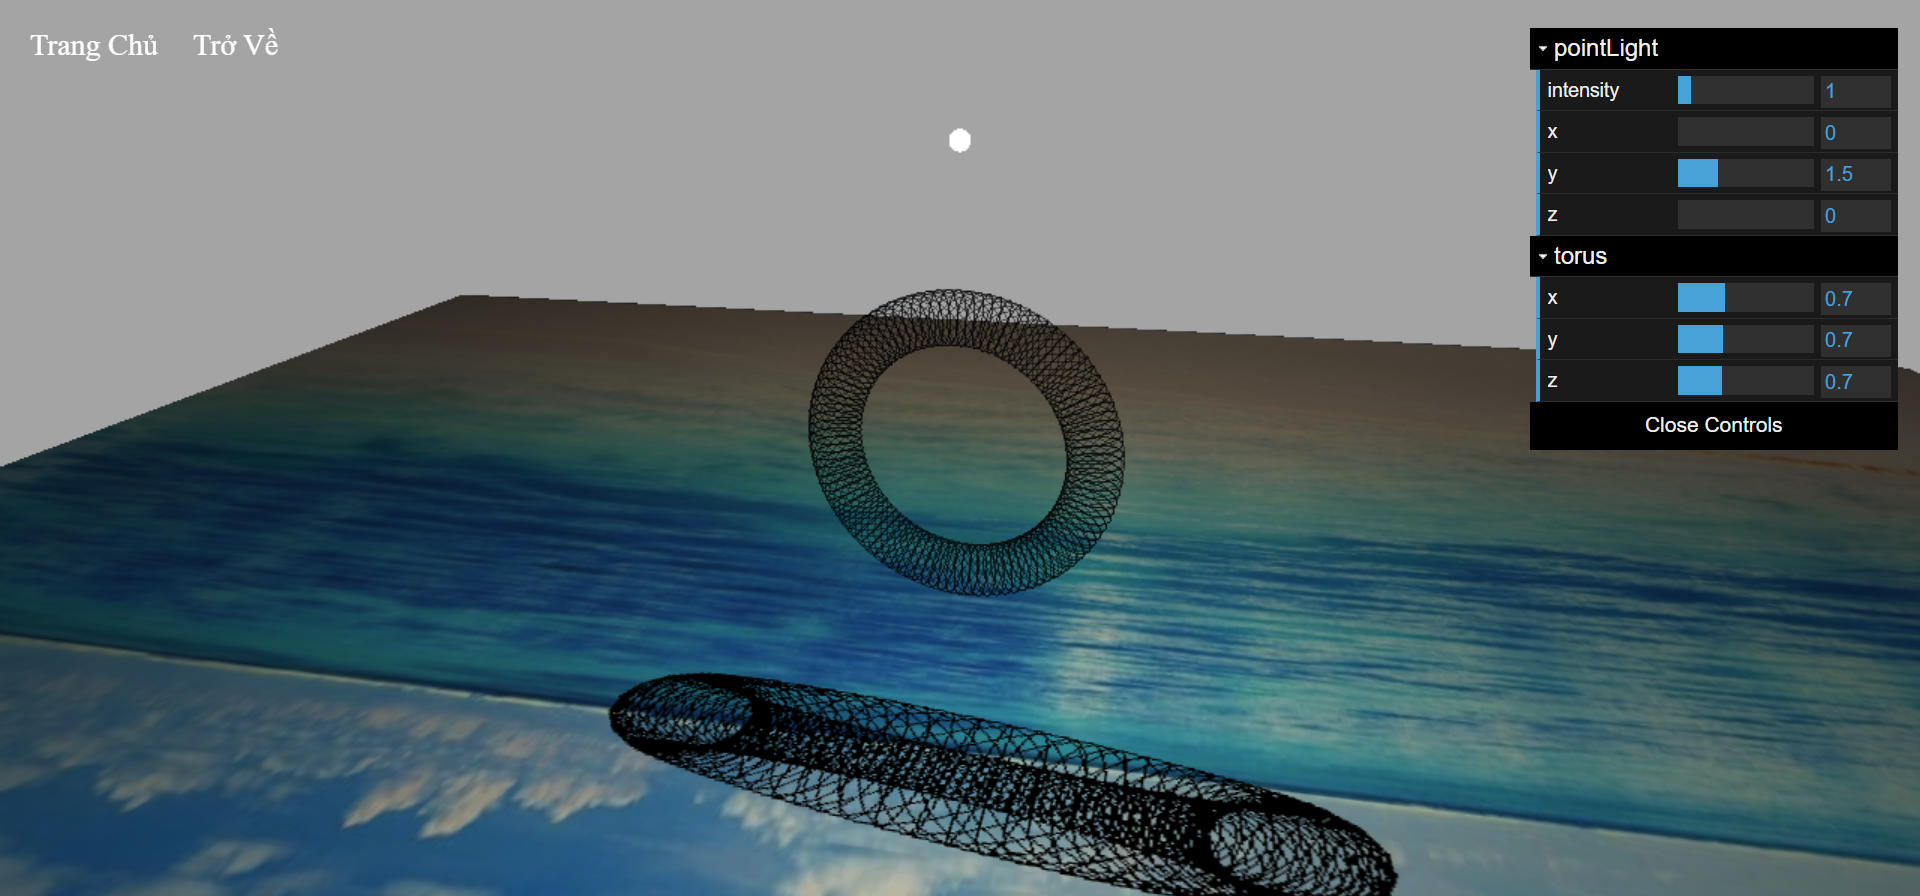 Trang Chủ Trở Về
pointLight
intensity 1
x 0
y 1.5
z 0
torus
x 0.7
y 0.7
z 0.7
Close Controls